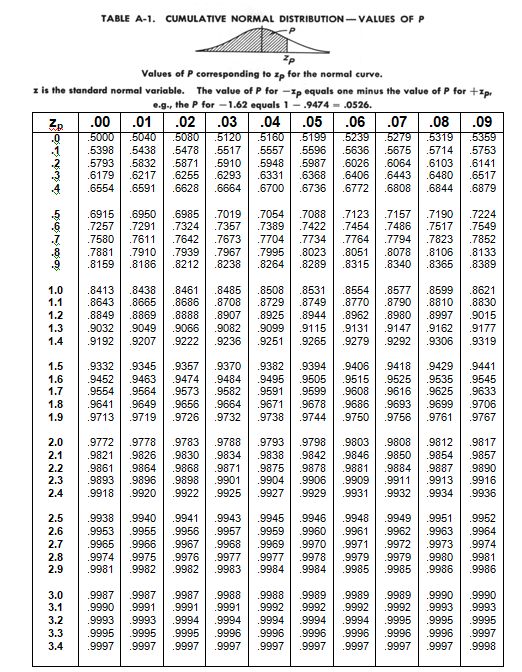 TABLE A-1. CUMULATIVE NORMAL DISTRIBUTION — VALUES OF P
P
zp
Values of P corresponding to zp for the normal curve.
z is the standard normal variable. The value of P for −zp equals one minus the value of P for +zp,
e.g., the P for −1.62 equals 1 − .9474 = .0526.
zp .00 .01 .02 .03 .04 .05 .06 .07 .08 .09
.0 .5000 .5040 .5080 .5120 .5160 .5199 .5239 .5279 .5319 .5359
.1 .5398 .5438 .5478 .5517 .5557 .5596 .5636 .5675 .5714 .5753
.2 .5793 .5832 .5871 .5910 .5948 .5987 .6026 .6064 .6103 .6141
.3 .6179 .6217 .6255 .6293 .6331 .6368 .6406 .6443 .6480 .6517
.4 .6554 .6591 .6628 .6664 .6700 .6736 .6772 .6808 .6844 .6879
.5 .6915 .6950 .6985 .7019 .7054 .7088 .7123 .7157 .7190 .7224
.6 .7257 .7291 .7324 .7357 .7389 .7422 .7454 .7486 .7517 .7549
.7 .7580 .7611 .7642 .7673 .7704 .7734 .7764 .7794 .7823 .7852
.8 .7881 .7910 .7939 .7967 .7995 .8023 .8051 .8078 .8106 .8133
.9 .8159 .8186 .8212 .8238 .8264 .8289 .8315 .8340 .8365 .8389
1.0 .8413 .8438 .8461 .8485 .8508 .8531 .8554 .8577 .8599 .8621
1.1 .8643 .8665 .8686 .8708 .8729 .8749 .8770 .8790 .8810 .8830
1.2 .8849 .8869 .8888 .8907 .8925 .8944 .8962 .8980 .8997 .9015
1.3 .9032 .9049 .9066 .9082 .9099 .9115 .9131 .9147 .9162 .9177
1.4 .9192 .9207 .9222 .9236 .9251 .9265 .9279 .9292 .9306 .9319
1.5 .9332 .9345 .9357 .9370 .9382 .9394 .9406 .9418 .9429 .9441
1.6 .9452 .9463 .9474 .9484 .9495 .9505 .9515 .9525 .9535 .9545
1.7 .9554 .9564 .9573 .9582 .9591 .9599 .9608 .9616 .9625 .9633
1.8 .9641 .9649 .9656 .9664 .9671 .9678 .9686 .9693 .9699 .9706
1.9 .9713 .9719 .9726 .9732 .9738 .9744 .9750 .9756 .9761 .9767
2.0 .9772 .9778 .9783 .9788 .9793 .9798 .9803 .9808 .9812 .9817
2.1 .9821 .9826 .9830 .9834 .9838 .9842 .9846 .9850 .9854 .9857
2.2 .9861 .9864 .9868 .9871 .9875 .9878 .9881 .9884 .9887 .9890
2.3 .9893 .9896 .9898 .9901 .9904 .9906 .9909 .9911 .9913 .9916
2.4 .9918 .9920 .9922 .9925 .9927 .9929 .9931 .9932 .9934 .9936
2.5 .9938 .9940 .9941 .9943 .9945 .9946 .9948 .9949 .9951 .9952
2.6 .9953 .9955 .9956 .9957 .9959 .9960 .9961 .9962 .9963 .9964
2.7 .9965 .9966 .9967 .9968 .9969 .9970 .9971 .9972 .9973 .9974
2.8 .9974 .9975 .9976 .9977 .9977 .9978 .9979 .9979 .9980 .9981
2.9 .9981 .9982 .9982 .9983 .9984 .9984 .9985 .9985 .9986 .9986
3.0 .9987 .9987 .9987 .9988 .9988 .9989 .9989 .9989 .9990 .9990
3.1 .9990 .9991 .9991 .9991 .9992 .9992 .9992 .9992 .9993 .9993
3.2 .9993 .9993 .9994 .9994 .9994 .9994 .9994 .9995 .9995 .9995
3.3 .9995 .9995 .9995 .9996 .9996 .9996 .9996 .9996 .9996 .9997
3.4 .9997 .9997 .9997 .9997 .9997 .9997 .9997 .9997 .9997 .9998